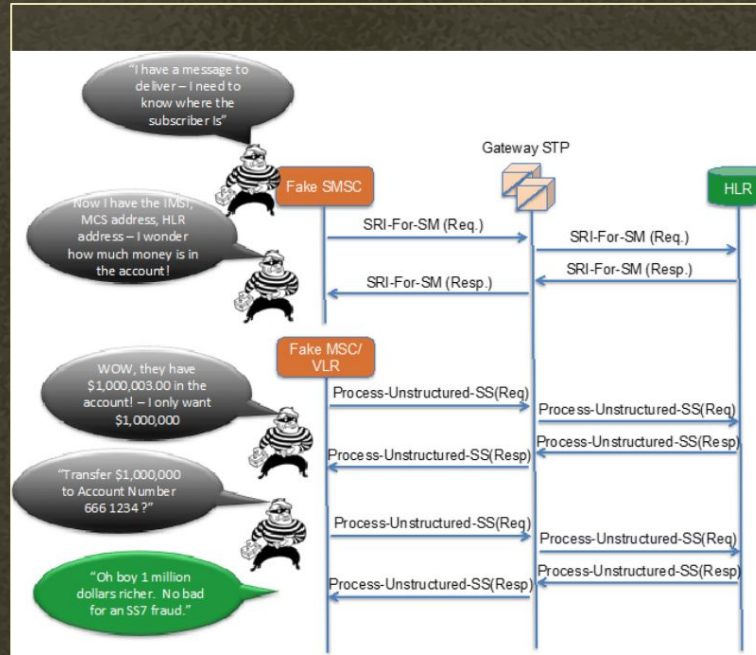 "I have a message to
deliver – I need to
know where the
subscriber Is"
Gateway STP
Fake SMSC
HLR
Now I have the IMSI,
MCS address, HLR
address – I wonder
how much money is in
the account!
SRI-For-SM (Req.)
SRI-For-SM (Req.)
SRI-For-SM (Resp.)
SRI-For-SM (Resp.)
Fake MSC/
VLR
WOW, they have
$1,000,003.00 in the
account! – I only want
$1,000,000
Process-Unstructured-SS(Req)
Process-Unstructured-SS(Req)
Process-Unstructured-SS(Resp)
Process-Unstructured-SS(Resp)
"Transfer $1,000,000
to Account Number
666 1234 ?"
Process-Unstructured-SS(Req)
Process-Unstructured-SS(Req)
Process-Unstructured-SS(Resp)
Process-Unstructured-SS(Resp)
"Oh boy 1 million
dollars richer. No bad
for an SS7 fraud."